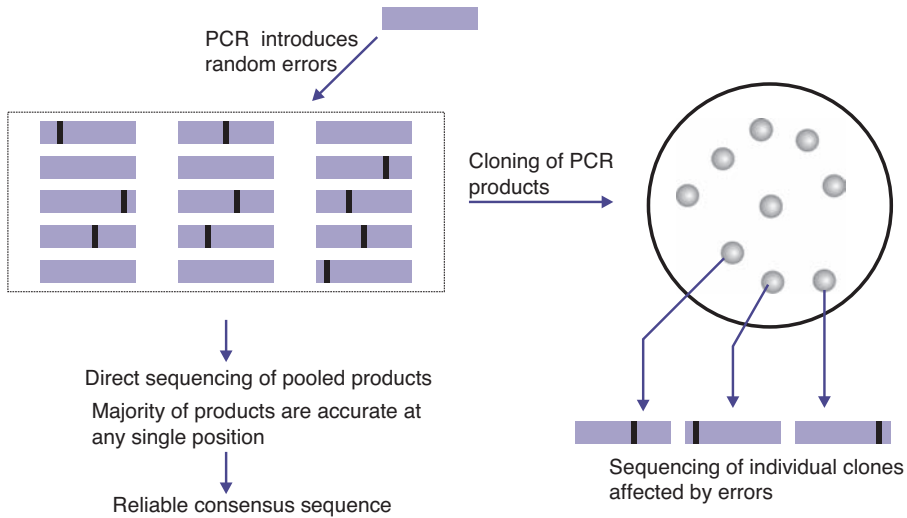 PCR introduces
random errors
Cloning of PCR
products
Direct sequencing of pooled products
Majority of products are accurate at
any single position
Reliable consensus sequence
Sequencing of individual clones
affected by errors